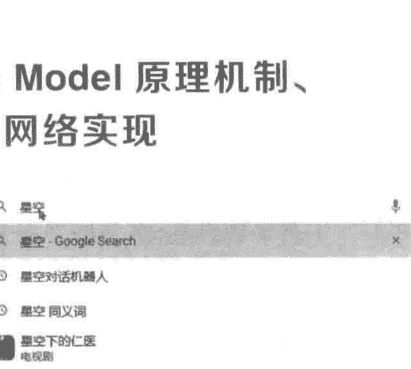 Model 原理机制、
网络实现
星空
星空 - Google Search
星空对话机器人
星空 同义词
星空下的仁医
电视剧